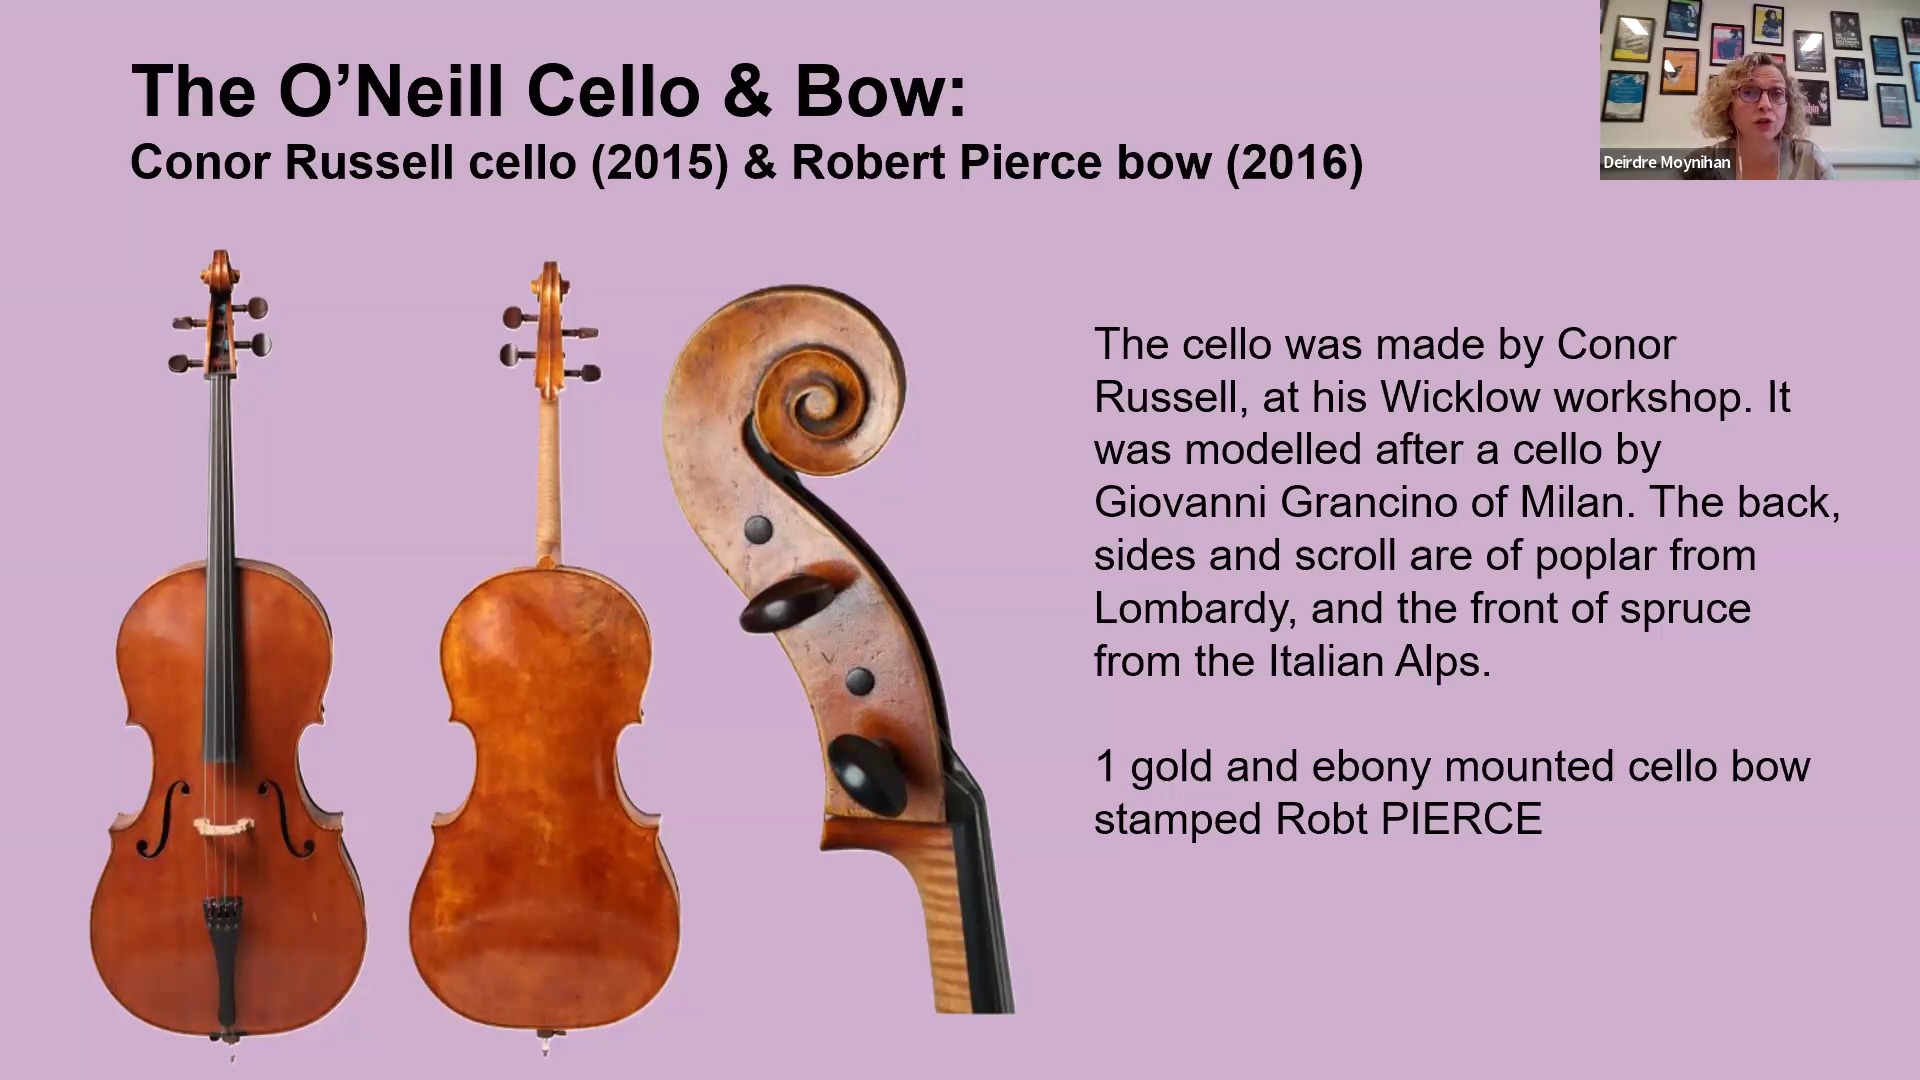 The O’Neill Cello & Bow:
Conor Russell cello (2015) & Robert Pierce bow (2016)
Deirdre Moynihan
The cello was made by Conor
Russell, at his Wicklow workshop. It
was modelled after a cello by
Giovanni Grancino of Milan. The back,
sides and scroll are of poplar from
Lombardy, and the front of spruce
from the Italian Alps.
1 gold and ebony mounted cello bow
stamped Robt PIERCE